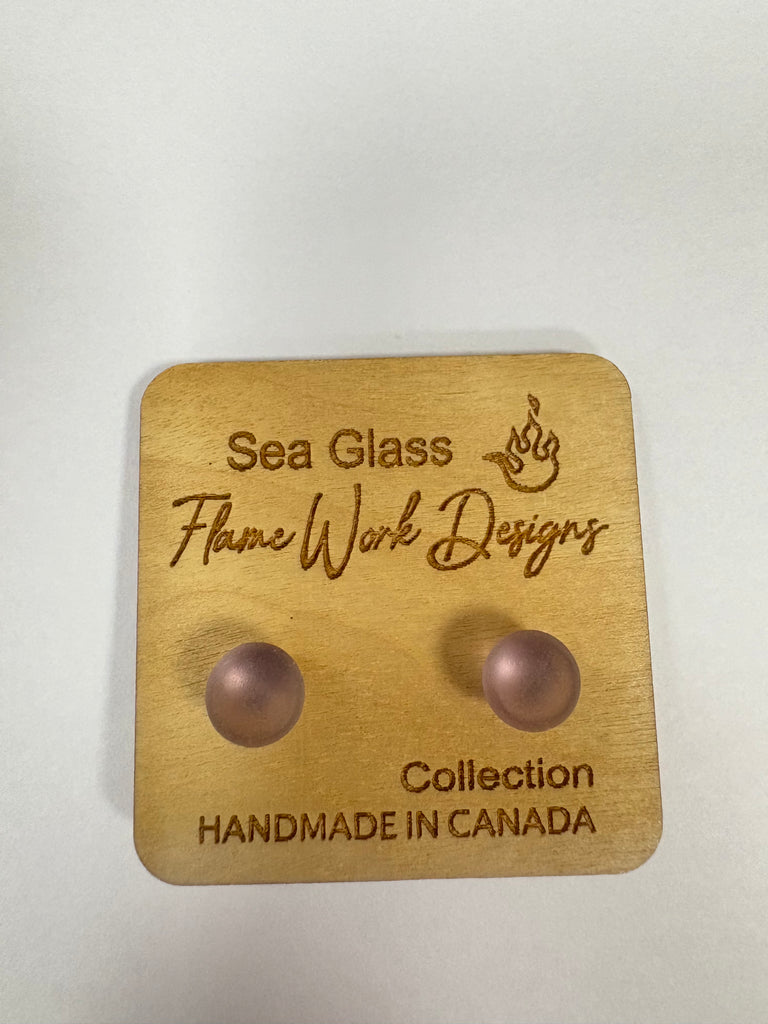 Sea Glass
Flame Work Designs
Collection
HANDMADE IN CANADA